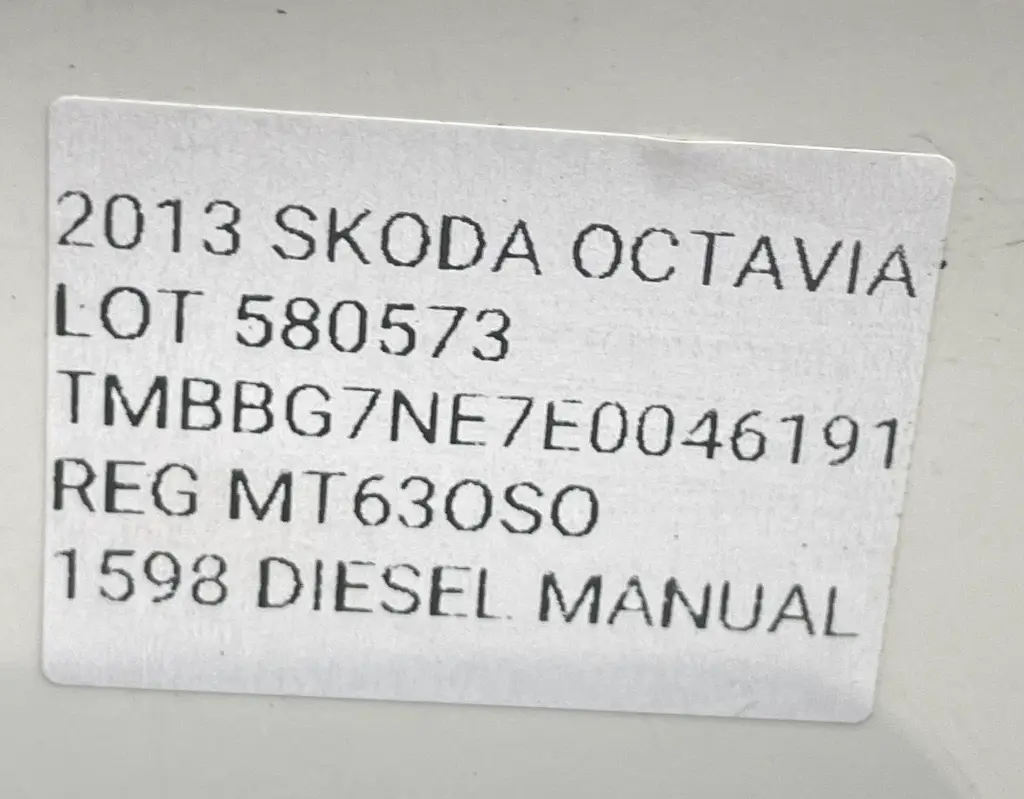 2013 SKODA OCTAVIA
LOT 580573
TMBBG7NE7E0046191
REG MT63OSO
1598 DIESEL MANUAL